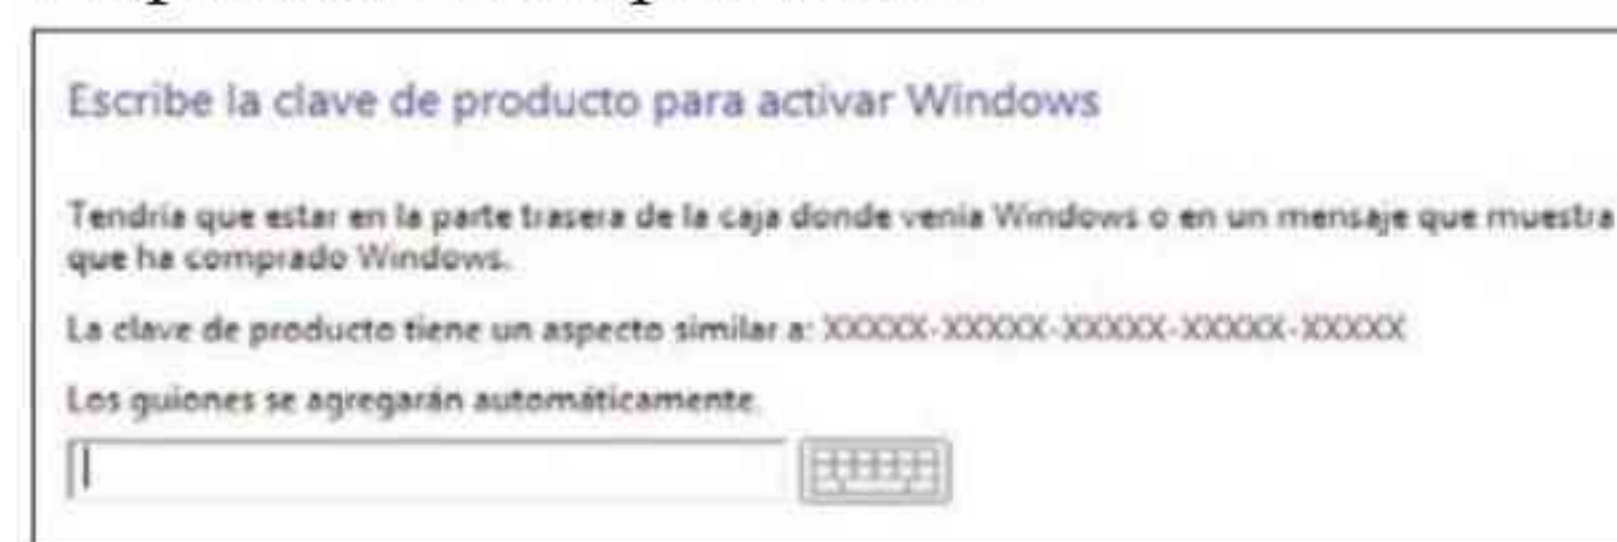 Escribe la clave de producto para activar Windows
Tendría que estar en la parte trasera de la caja donde venía Windows o en un mensaje que muestra
que ha comprado Windows.
La clave de producto tiene un aspecto similar a: XXXXX-XXXXX-XXXXX-XXXXX-XXXXX
Los guiones se agregarán automáticamente.